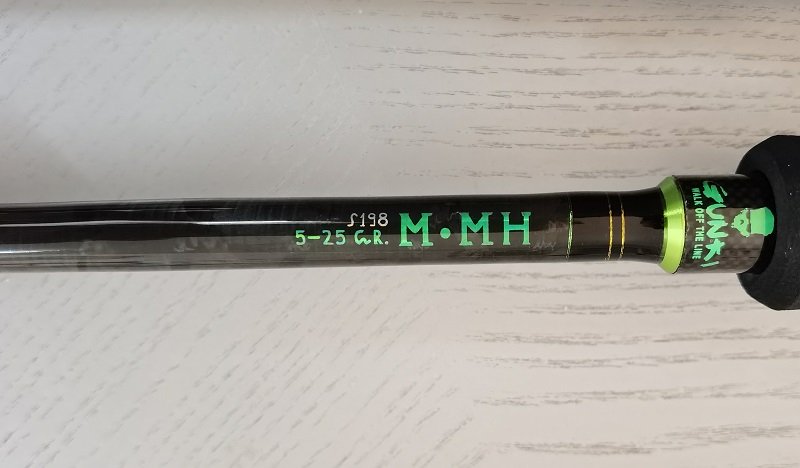 S198
5-25 GR. M•MH
GUNKI
WALK OFF THE LINE